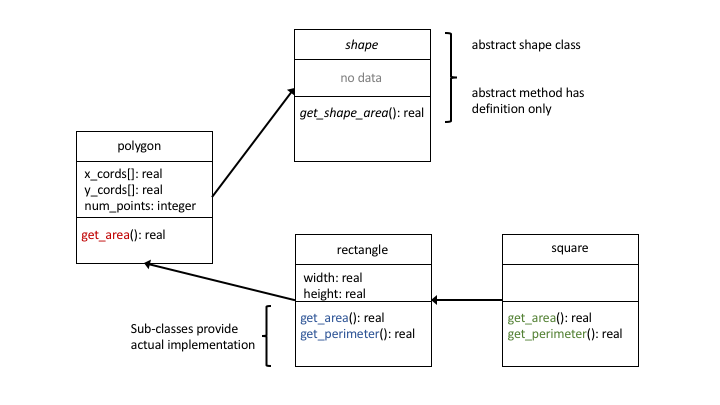 shape
no data
get_shape_area(): real
abstract shape class
abstract method has
definition only
polygon
x_cords[]: real
y_cords[]: real
num_points: integer
get_area(): real
rectangle
width: real
height: real
get_area(): real
get_perimeter(): real
square
get_area(): real
get_perimeter(): real
Sub-classes provide
actual implementation